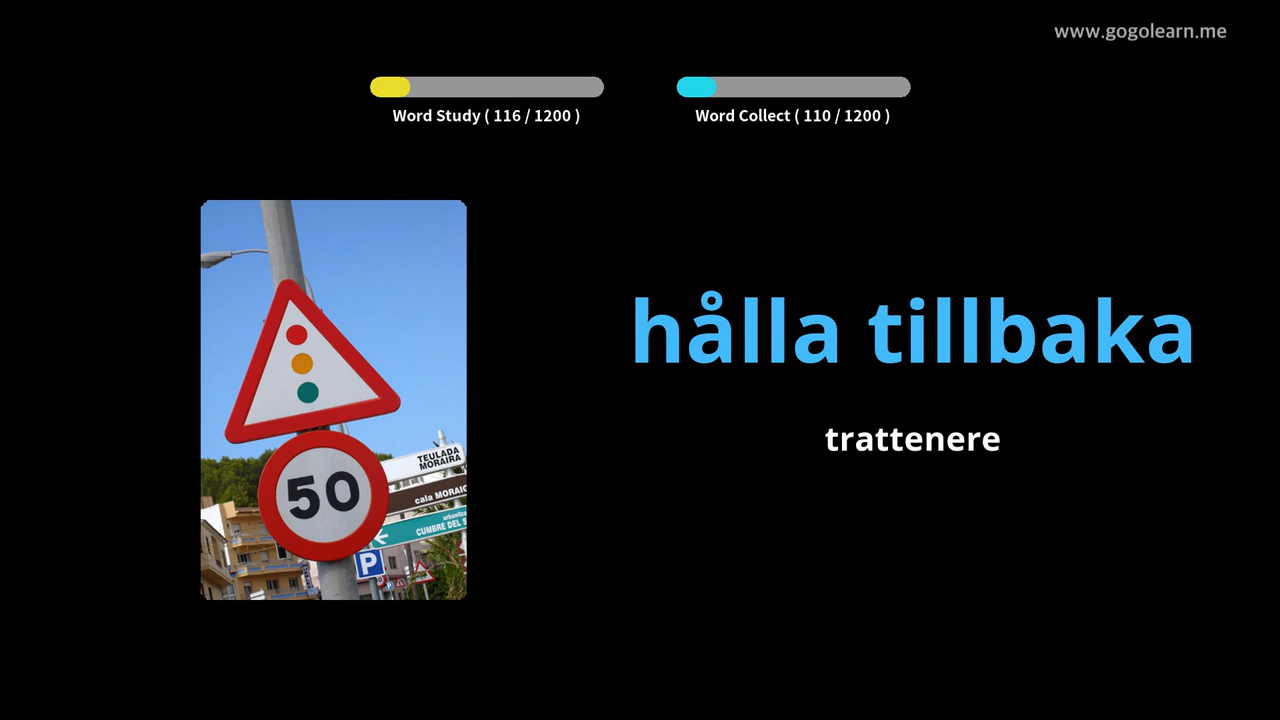 www.gogolearn.me
Word Study ( 116 / 1200 )
Word Collect ( 110 / 1200 )
hålla tillbaka
trattenere
50
TEULADA
MORAIRA
cala MORAIG
CUMBRE DEL S
P